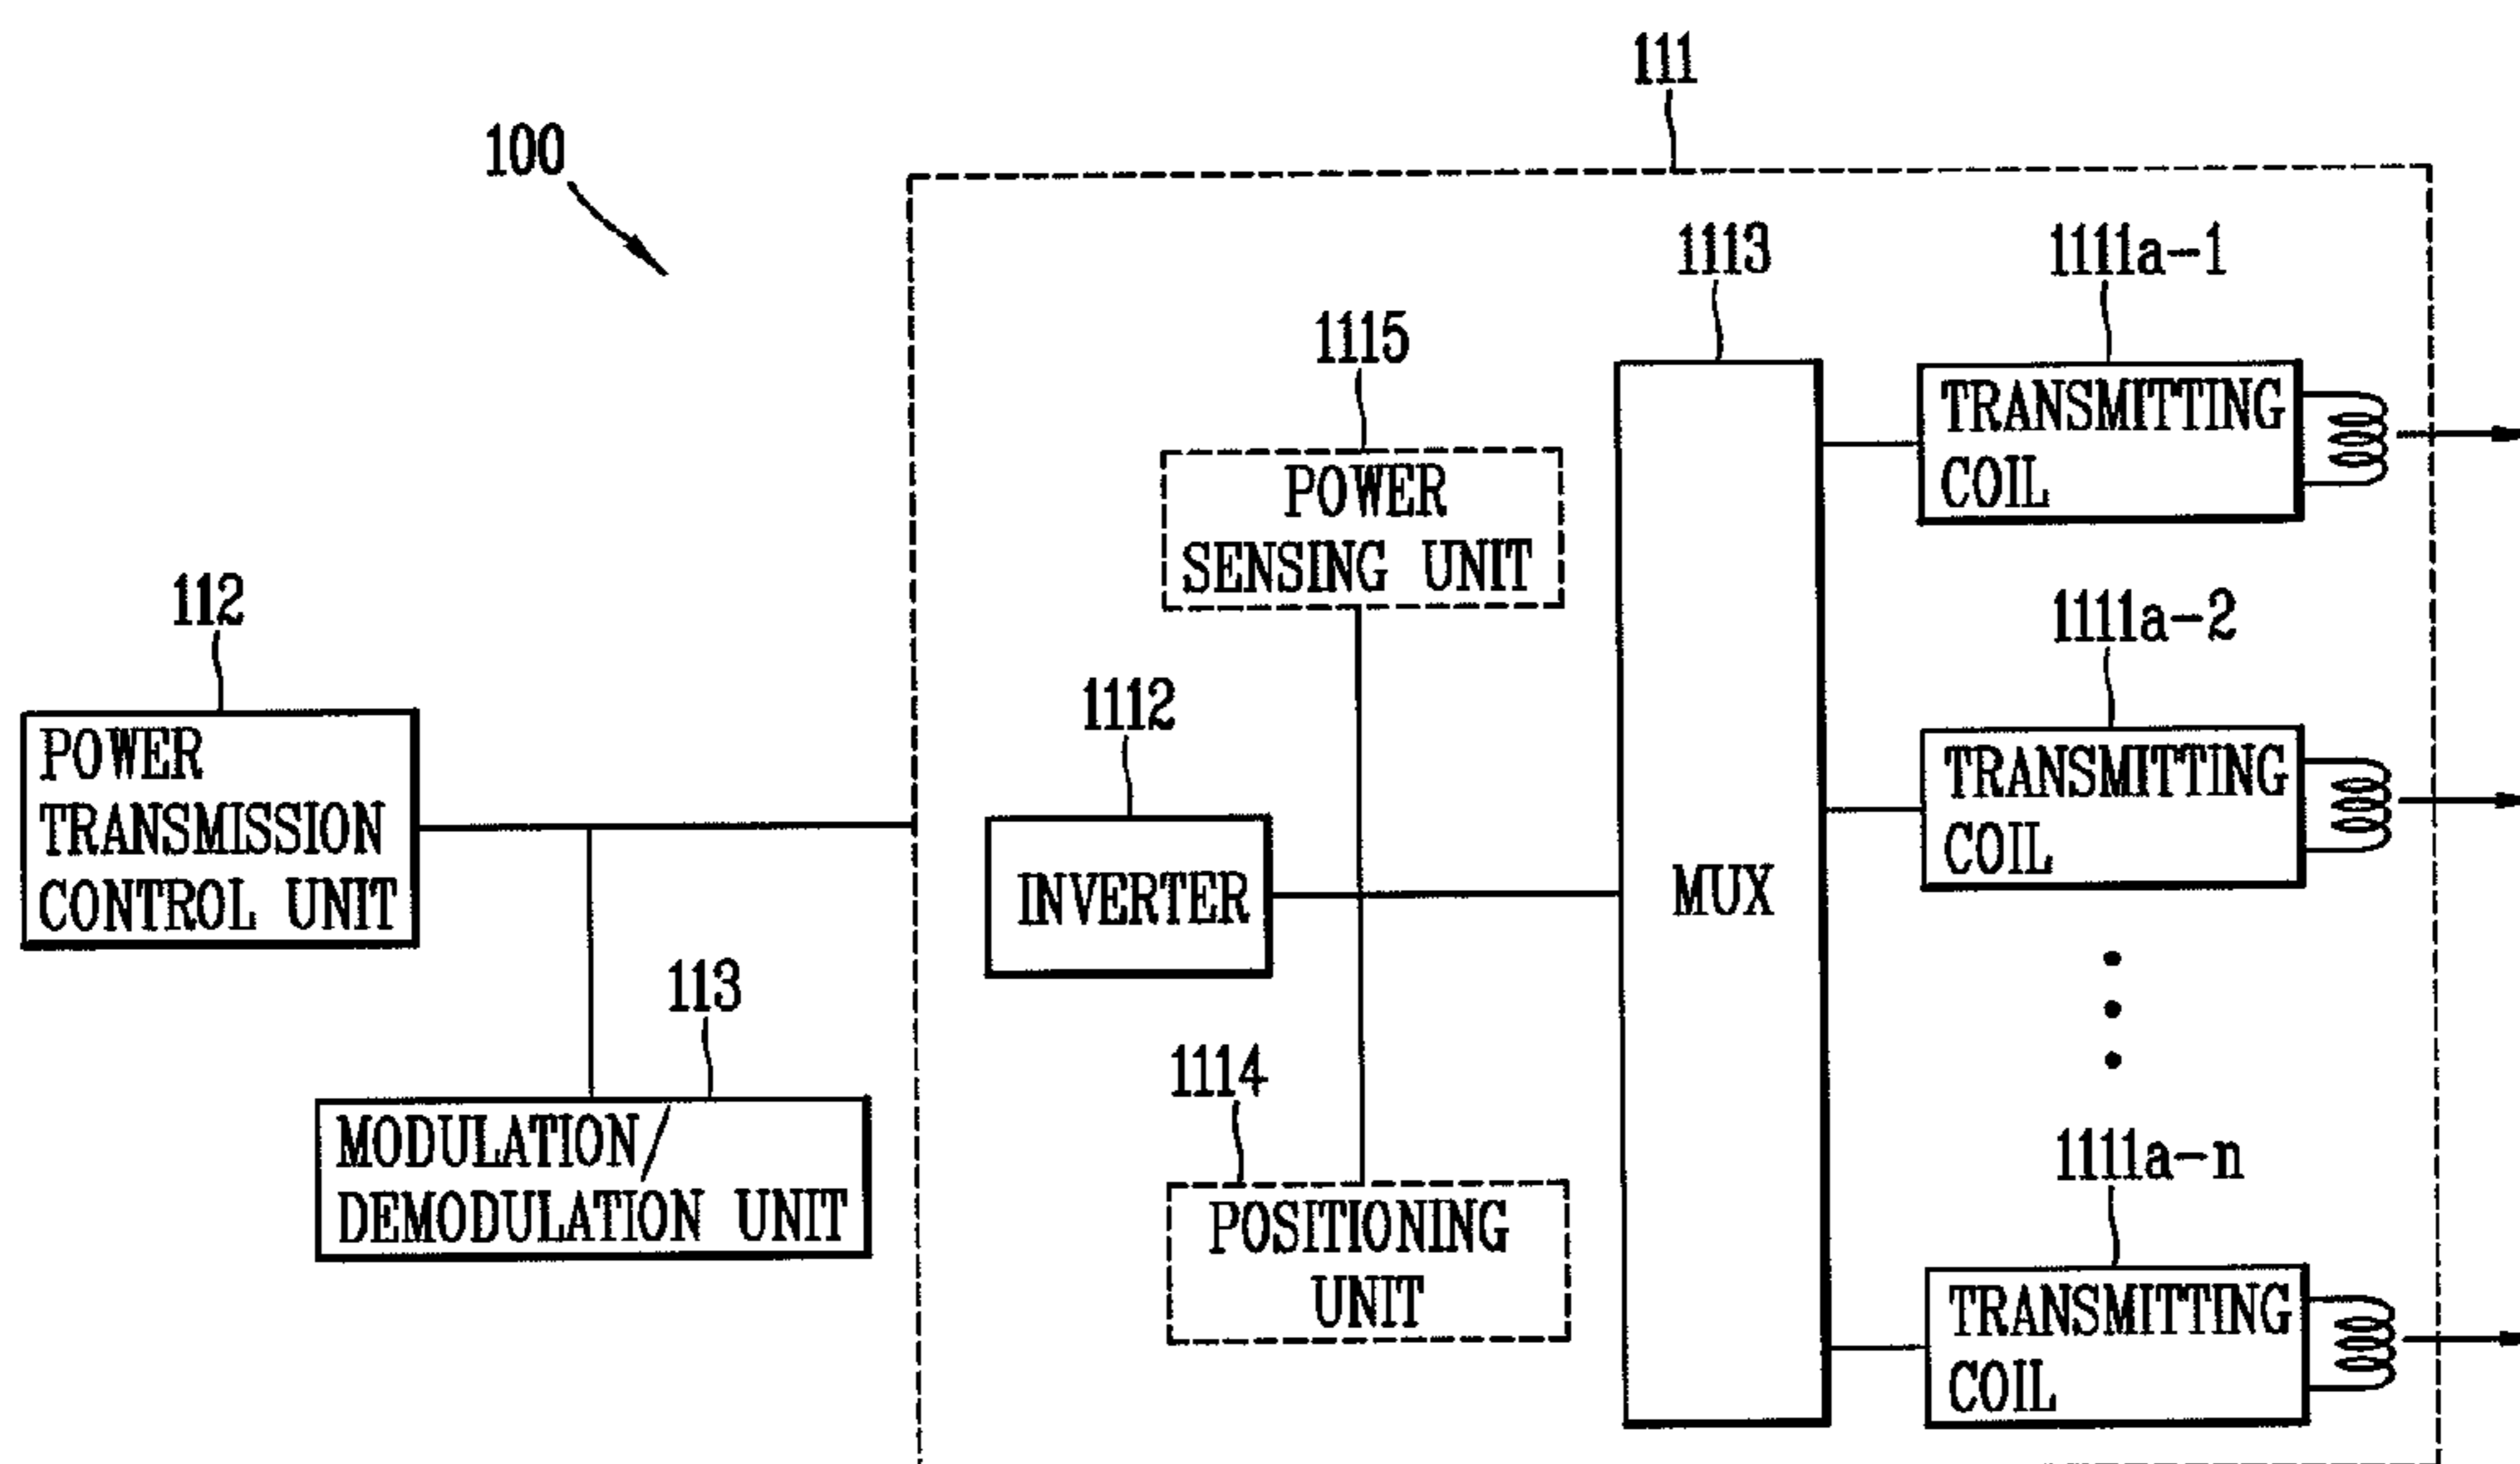 111
100
1113
1111a-1
1115
TRANSMITTING
COIL
POWER
SENSING UNIT
112
1111a-2
1112
POWER
TRANSMISSION
CONTROL UNIT
TRANSMITTING
COIL
INVERTER
MUX
113
1114
MODULATION/
DEMODULATION UNIT
1111a-n
POSITIONING
UNIT
TRANSMITTING
COIL